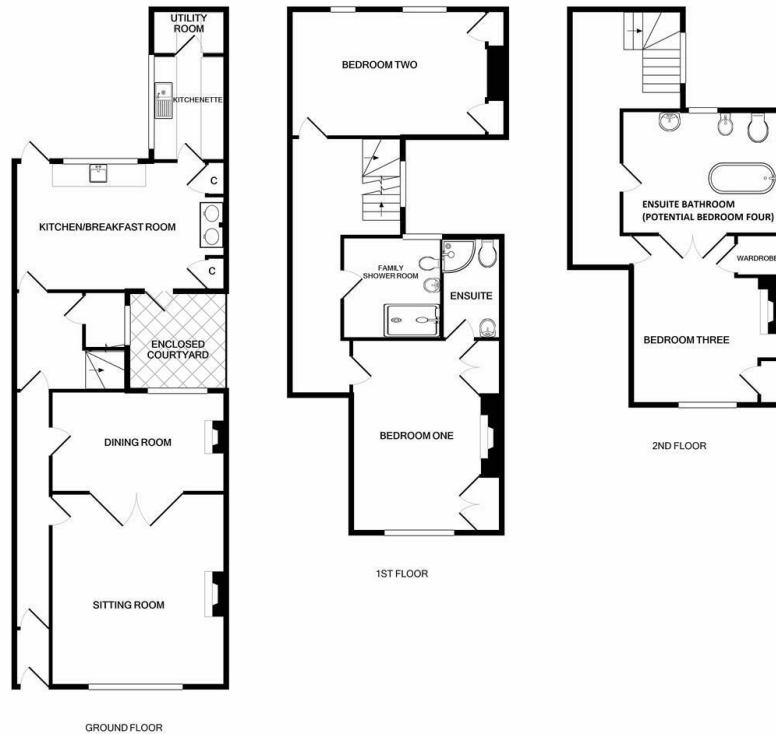 UTILITY
ROOM
KITCHENETTE
C
KITCHEN/BREAKFAST ROOM
C
ENCLOSED
COURTYARD
DINING ROOM
SITTING ROOM
GROUND FLOOR
BEDROOM TWO
FAMILY
SHOWER ROOM
ENSUITE
BEDROOM ONE
1ST FLOOR
ENSUITE BATHROOM
(POTENTIAL BEDROOM FOUR)
WARDROBE
BEDROOM THREE
2ND FLOOR